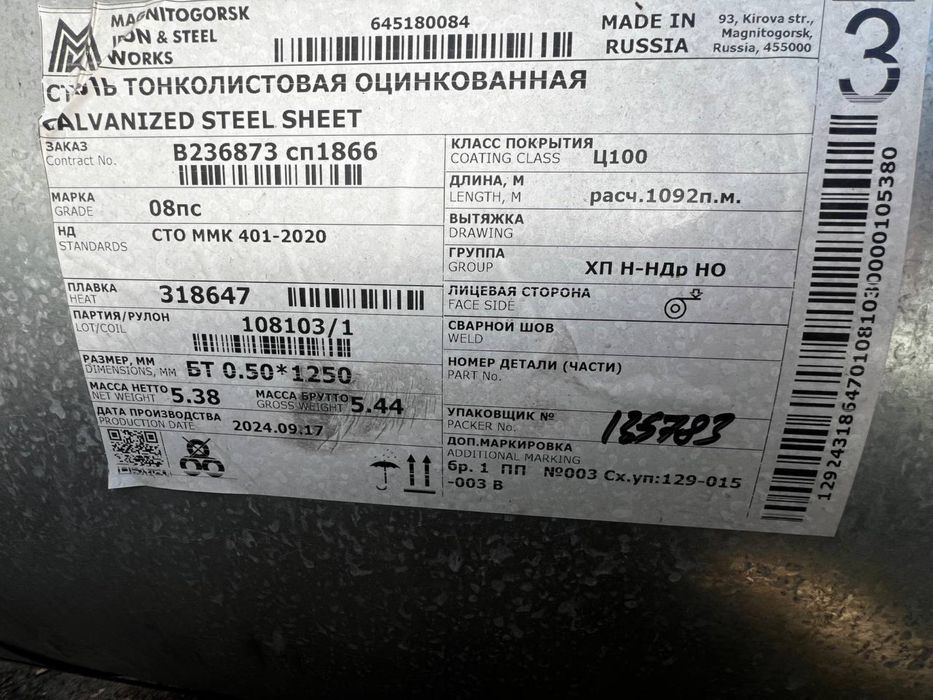 MAGNITOGORSK
IRON & STEEL
WORKS
645180084
MADE IN
RUSSIA
93, Kirova str.,
Magnitogorsk,
Russia, 455000
3
СТАЛЬ ТОНКОЛИСТОВАЯ ОЦИНКОВАННАЯ
GALVANIZED STEEL SHEET
ЗАКАЗ
Contract No.
В236873 сп1866
МАРКА
GRADE
08пс
НД
STANDARDS
СТО ММК 401-2020
ПЛАВКА
HEAT
318647
ПАРТИЯ/РУЛОН
LOT/COIL
108103/1
РАЗМЕР, ММ
DIMENSIONS, MM
БТ 0.50*1250
МАССА НЕТТО
NET WEIGHT
5.38
МАССА БРУТТО
GROSS WEIGHT
5.44
ДАТА ПРОИЗВОДСТВА
PRODUCTION DATE
2024.09.17
КЛАСС ПОКРЫТИЯ
COATING CLASS
Ц100
ДЛИНА, М
LENGTH, M
расч.1092п.м.
ВЫТЯЖКА
DRAWING
ГРУППА
GROUP
ХП Н-НДр НО
ЛИЦЕВАЯ СТОРОНА
FACE SIDE
СВАРНОЙ ШОВ
WELD
НОМЕР ДЕТАЛИ (ЧАСТИ)
PART No.
УПАКОВЩИК №
PACKER No.
135783
ДОП.МАРКИРОВКА
ADDITIONAL MARKING
бр. 1 ПП №003 Сх.уп:129-015
-003 В
129243186470108103000010538​0